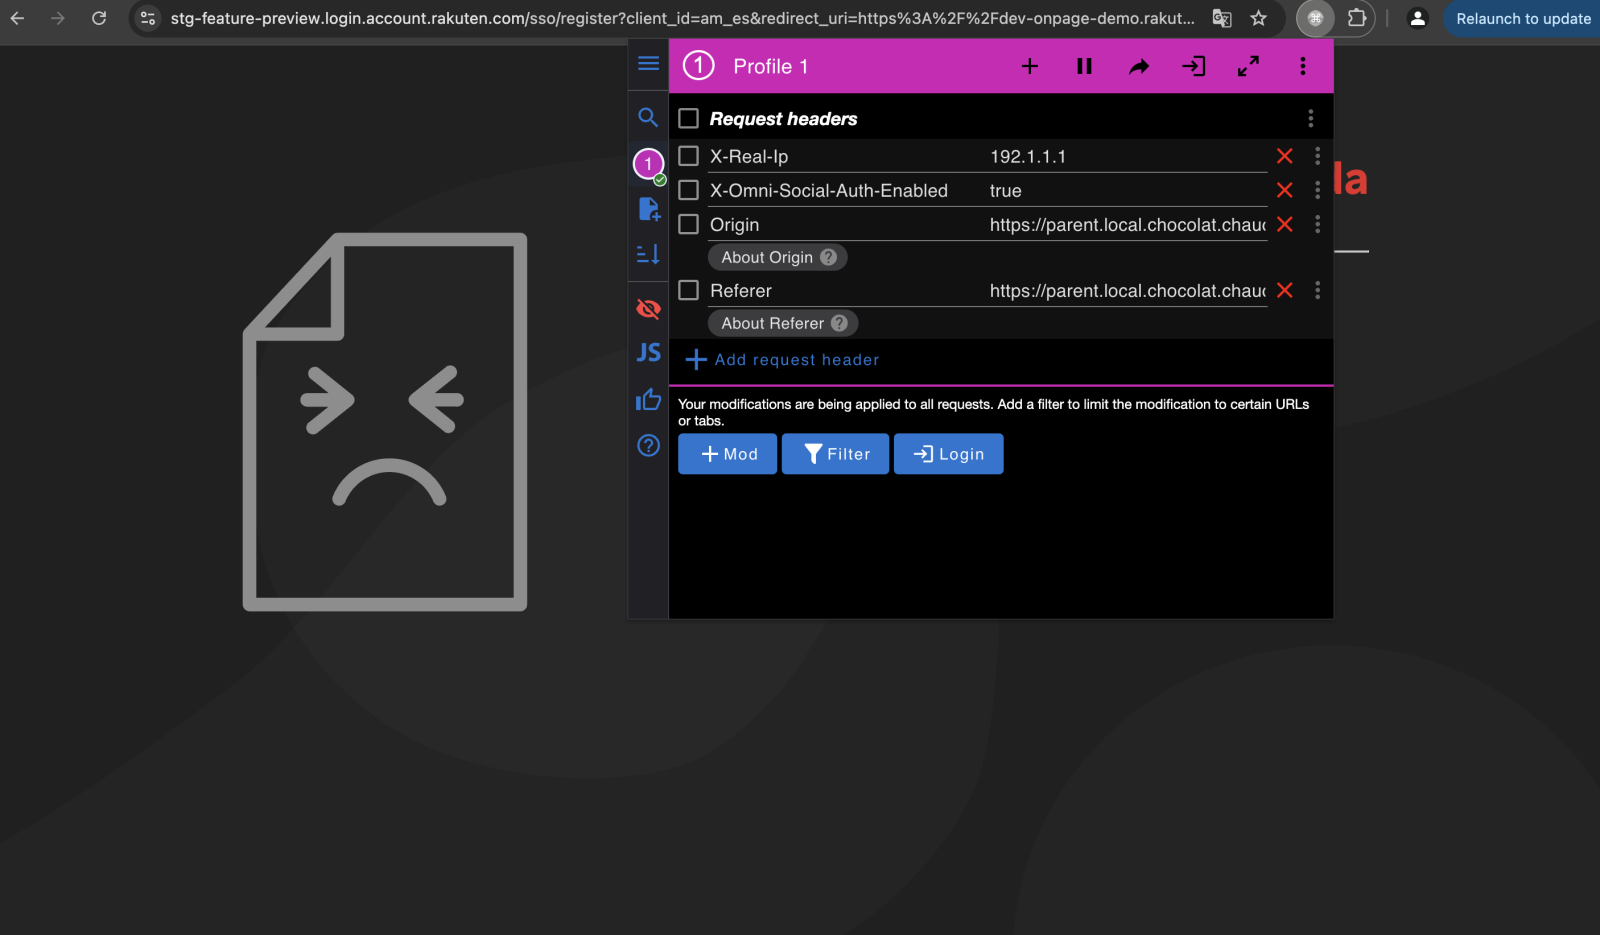 stg-feature-preview.login.account.rakuten.com/sso/register?client_id=am_es&redirect_uri=https%3A%2F%2Fdev-onpage-demo.rakut...
Relaunch to update
1 Profile 1
Request headers
X-Real-Ip 192.1.1.1
1
X-Omni-Social-Auth-Enabled true
Origin https://parent.local.chocolat.chauc
About Origin ?
Referer https://parent.local.chocolat.chauc
About Referer ?
JS
Add request header
Your modifications are being applied to all requests. Add a filter to limit the modification to certain URLs
or tabs.
Mod Filter Login
?
da